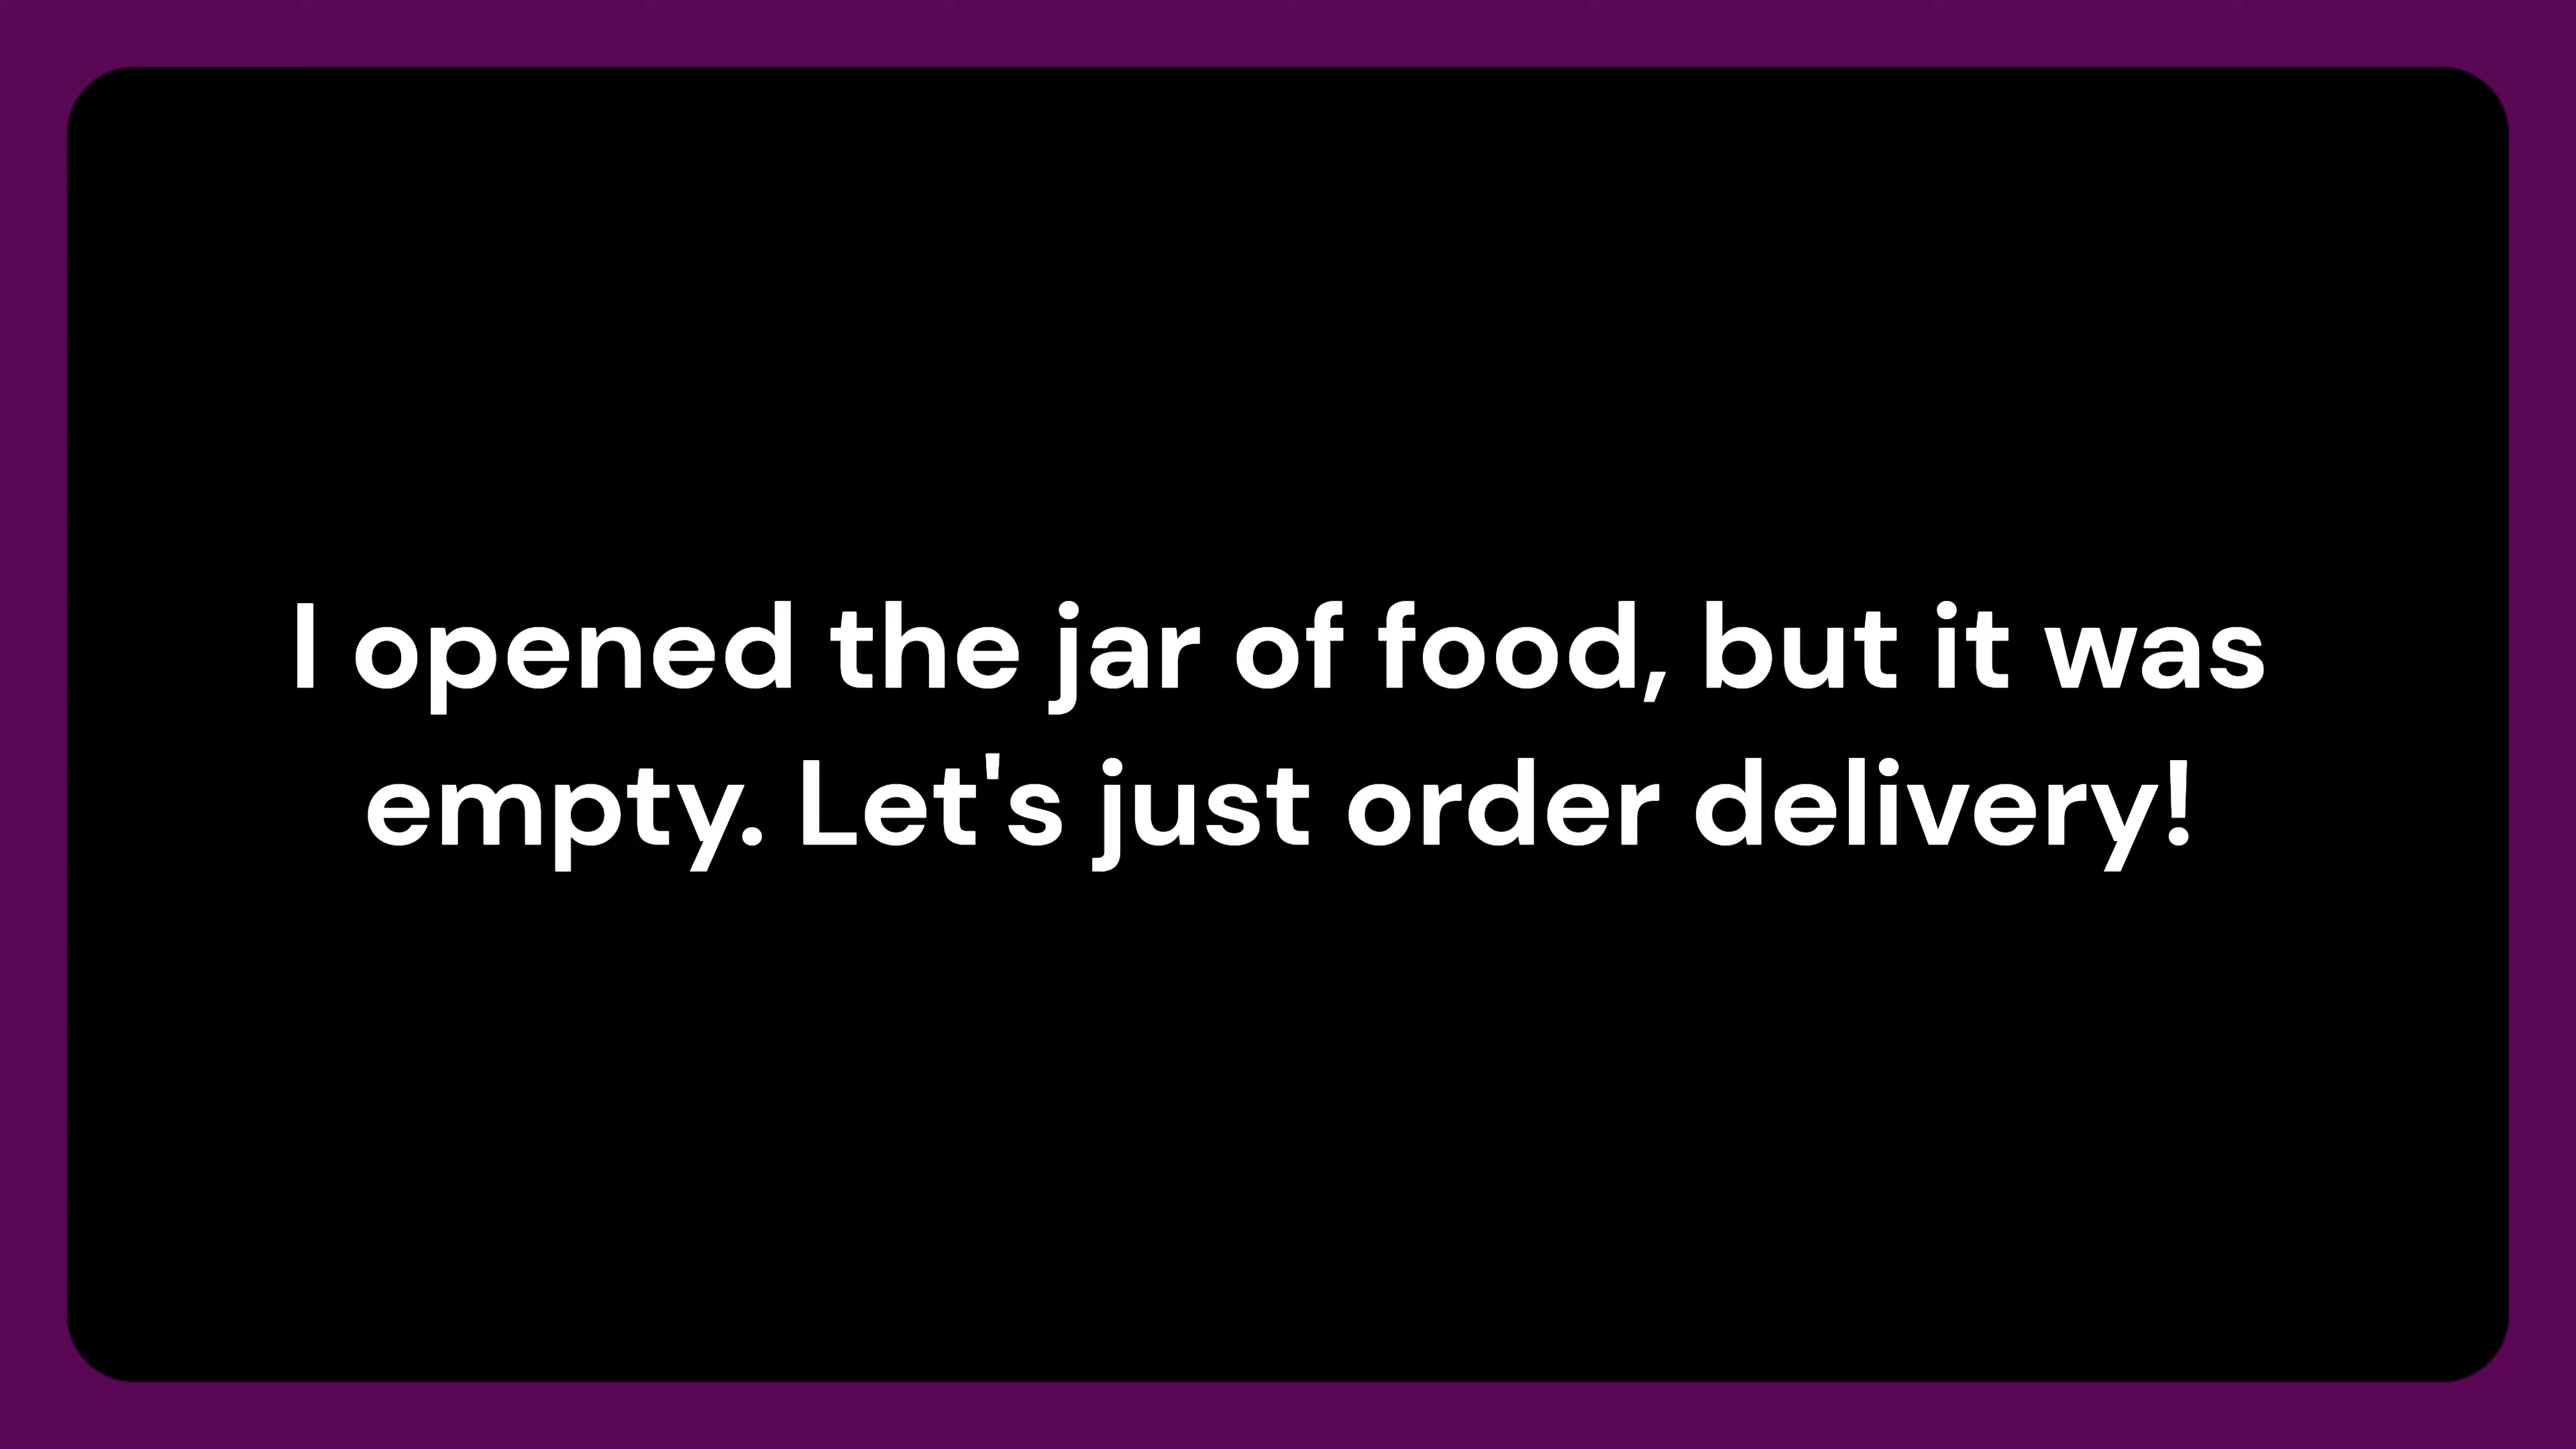 I opened the jar of food, but it was
empty. Let's just order delivery!